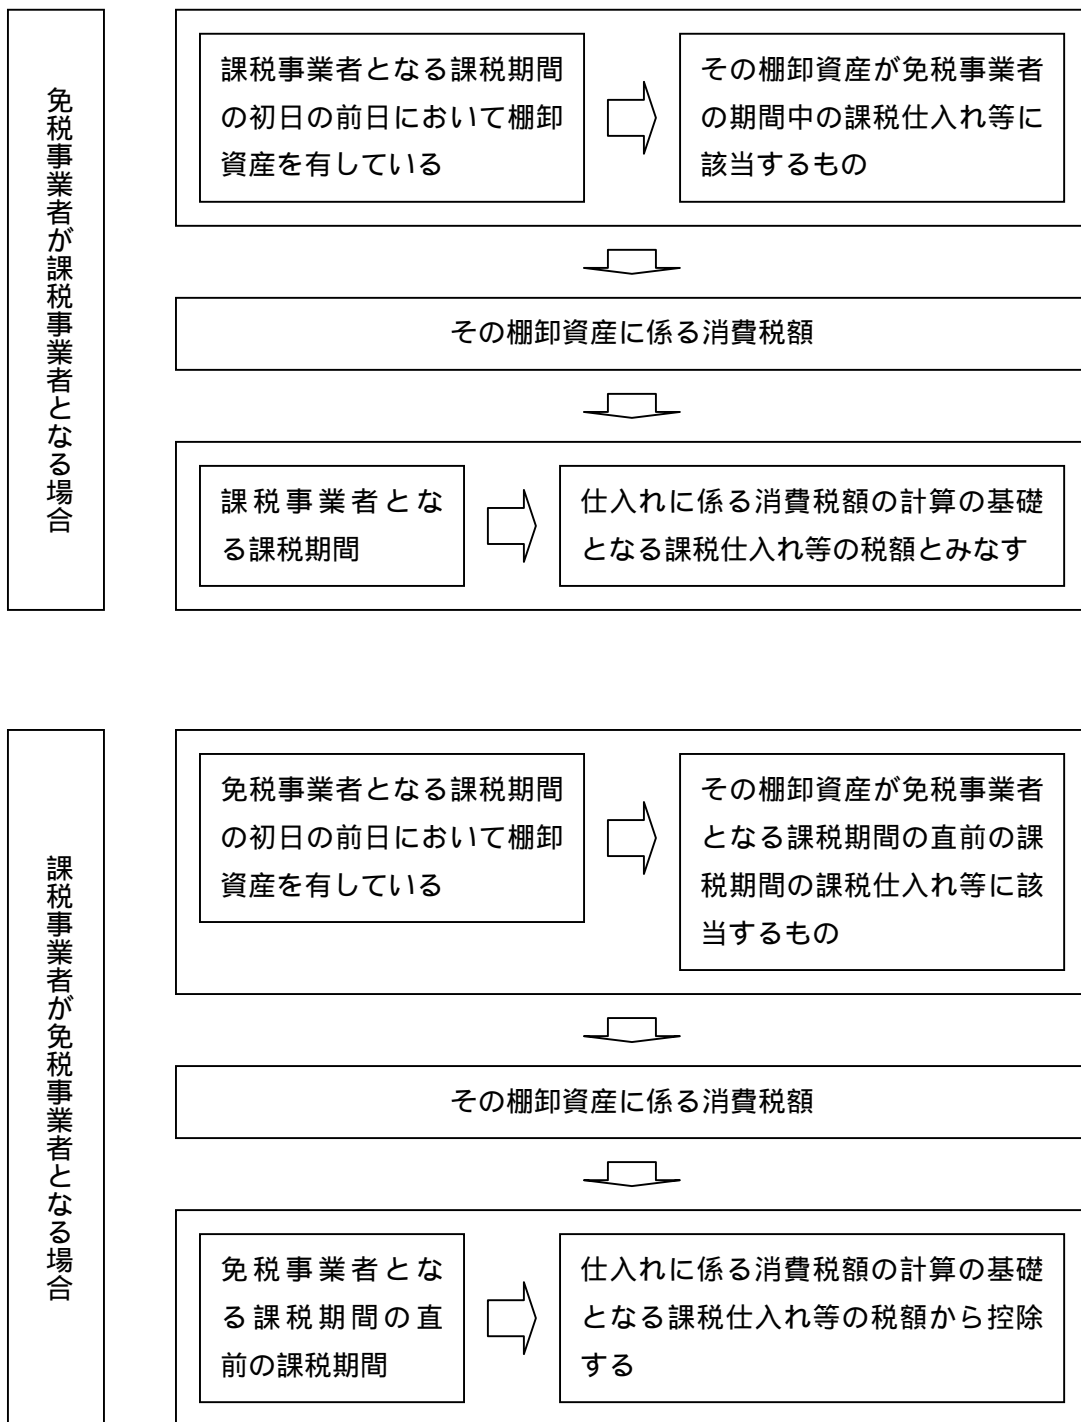 免税事業者が課税事業者となる場合
課税事業者となる課税期間
の初日の前日において棚卸
資産を有している
その棚卸資産が免税事業者
の期間中の課税仕入れ等に
該当するもの
その棚卸資産に係る消費税額
課税事業者とな
る課税期間
仕入れに係る消費税額の計算の基礎
となる課税仕入れ等の税額とみなす
課税事業者が免税事業者となる場合
免税事業者となる課税期間
の初日の前日において棚卸
資産を有している
その棚卸資産が免税事業者
となる課税期間の直前の課
税期間の課税仕入れ等に該
当するもの
その棚卸資産に係る消費税額
免税事業者とな
る課税期間の直
前の課税期間
仕入れに係る消費税額の計算の基礎
となる課税仕入れ等の税額から控除
する